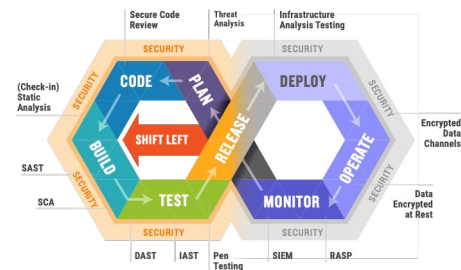 Secure Code
Review
Threat
Analysis
Infrastructure
Analysis Testing
SECURITY
SECURITY
CODE
PLAN
DEPLOY
SECURITY
SECURITY
(Check-in)
Static
Analysis
Encrypted
Data
Channels
SHIFT LEFT
RELEASE
BUILD
OPERATE
SAST
SCA
SECURITY
SECURITY
TEST
MONITOR
Data
Encrypted
at Rest
SECURITY
SECURITY
DAST
IAST
Pen
Testing
SIEM
RASP